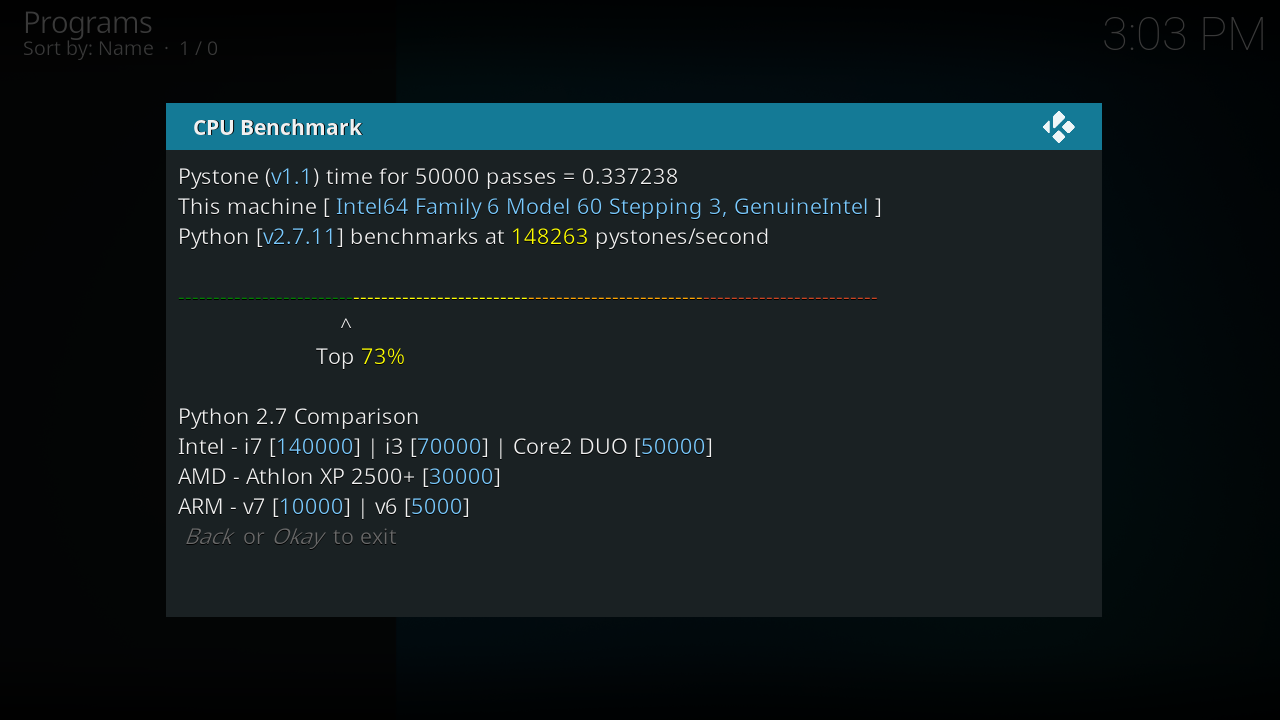 Programs
Sort by: Name · 1 / 0
3:03 PM
CPU Benchmark
Pystone (v1.1) time for 50000 passes = 0.337238
This machine [ Intel64 Family 6 Model 60 Stepping 3, GenuineIntel ]
Python [v2.7.11] benchmarks at 148263 pystones/second
----------------------------------------------------------------------------------------------------
^
Top 73%
Python 2.7 Comparison
Intel - i7 [140000] | i3 [70000] | Core2 DUO [50000]
AMD - Athlon XP 2500+ [30000]
ARM - v7 [10000] | v6 [5000]
Back or Okay to exit